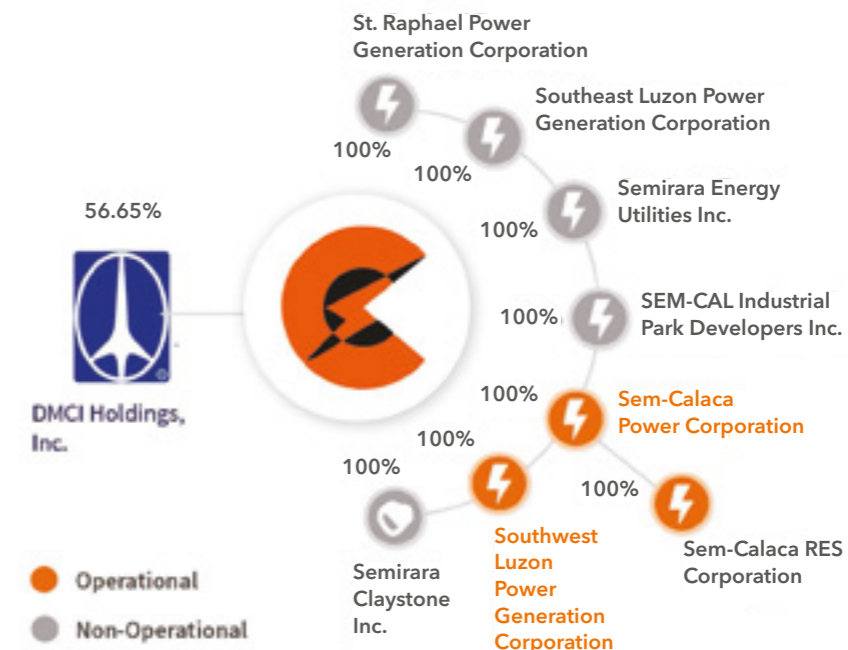 St. Raphael Power
Generation Corporation
100%
Southeast Luzon Power
Generation Corporation
100%
Semirara Energy
Utilities Inc.
100%
56.65%
DMCI Holdings,
Inc.
SEM-CAL Industrial
Park Developers Inc.
100%
Sem-Calaca
Power Corporation
100%
100%
Sem-Calaca RES
Corporation
100%
Southwest
Luzon
Power
Generation
Corporation
100%
Semirara
Claystone
Inc.
Operational
Non-Operational